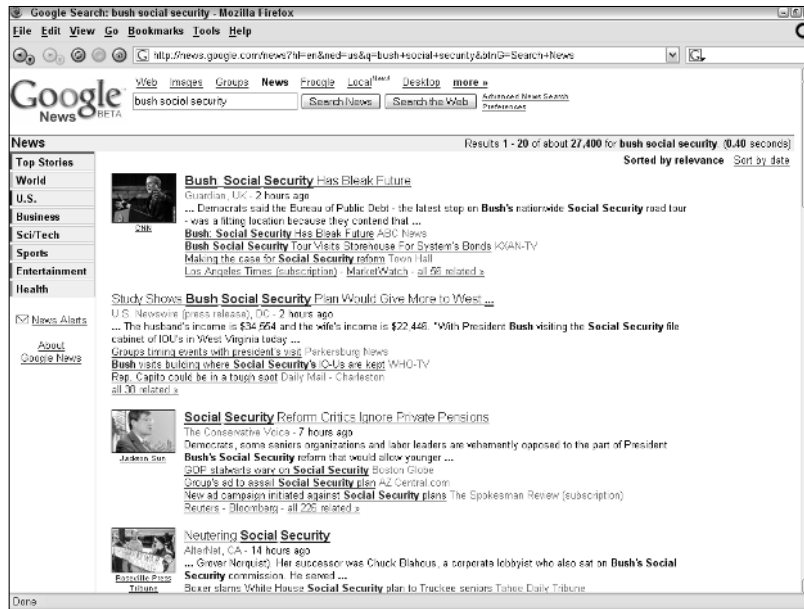 Google Search: bush social security - Mozilla Firefox
File Edit View Go Bookmarks Tools Help
http://news.google.com/news?hl=en&ned=us&q=bush+social+security&btnG=Search+News
Web Images Groups News Froogle Local New! Desktop more »
Google News BETA
bush social security
Search News Search the Web
Advanced News Search
Preferences
News Results 1 - 20 of about 27,400 for bush social security. (0.40 seconds)
Sorted by relevance Sort by date
Top Stories
World
U.S.
Business
Sci/Tech
Sports
Entertainment
Health
News Alerts
About
Google News
CNN
Bush: Social Security Has Bleak Future
Guardian, UK - 2 hours ago
... Democrats said the Bureau of Public Debt - the latest stop on Bush's nationwide Social Security road tour
- was a fitting location because they contend that ...
Bush: Social Security Has Bleak Future ABC News
Bush Social Security Tour Visits Storehouse For System's Bonds KXAN-TV
Making the case for Social Security reform Town Hall
Los Angeles Times (subscription) - MarketWatch - all related »
Study Shows Bush Social Security Plan Would Give More to West ...
U.S. Newswire (press release), DC - 2 hours ago
... The husband's income is and the wife's income is "With President Bush visiting the Social Security file
cabinet of IOU's in West Virginia today ...
Groups timing events with president's visit Parkersburg News
Bush visits building where Social Security's IO-Us are kept WHO-TV
Rep. Capito could be in a tough spot Daily Mail - Charleston
all related »
Jackson Sun
Social Security Reform Critics Ignore Private Pensions
The Conservative Voice - 7 hours ago
Democrats, some seniors organizations and labor leaders are vehemently opposed to the part of President
Bush's Social Security reform that would allow younger ...
GOP stalwarts wary on Social Security Boston Globe
Group's ad to assail Social Security plan AZ Central.com
New ad campaign initiated against Social Security plans The Spokesman Review (subscription)
Reuters - Bloomberg - all related »
Roseville Press
Tribune
Neutering Social Security
AlterNet, CA - 14 hours ago
... Grover Norquist). Her successor was Chuck Blahous, a corporate lobbyist who also sat on Bush's Social
Security commission. He served ...
Boxer slams White House Social Security plan to Truckee seniors Tahoe Daily Tribune
Done